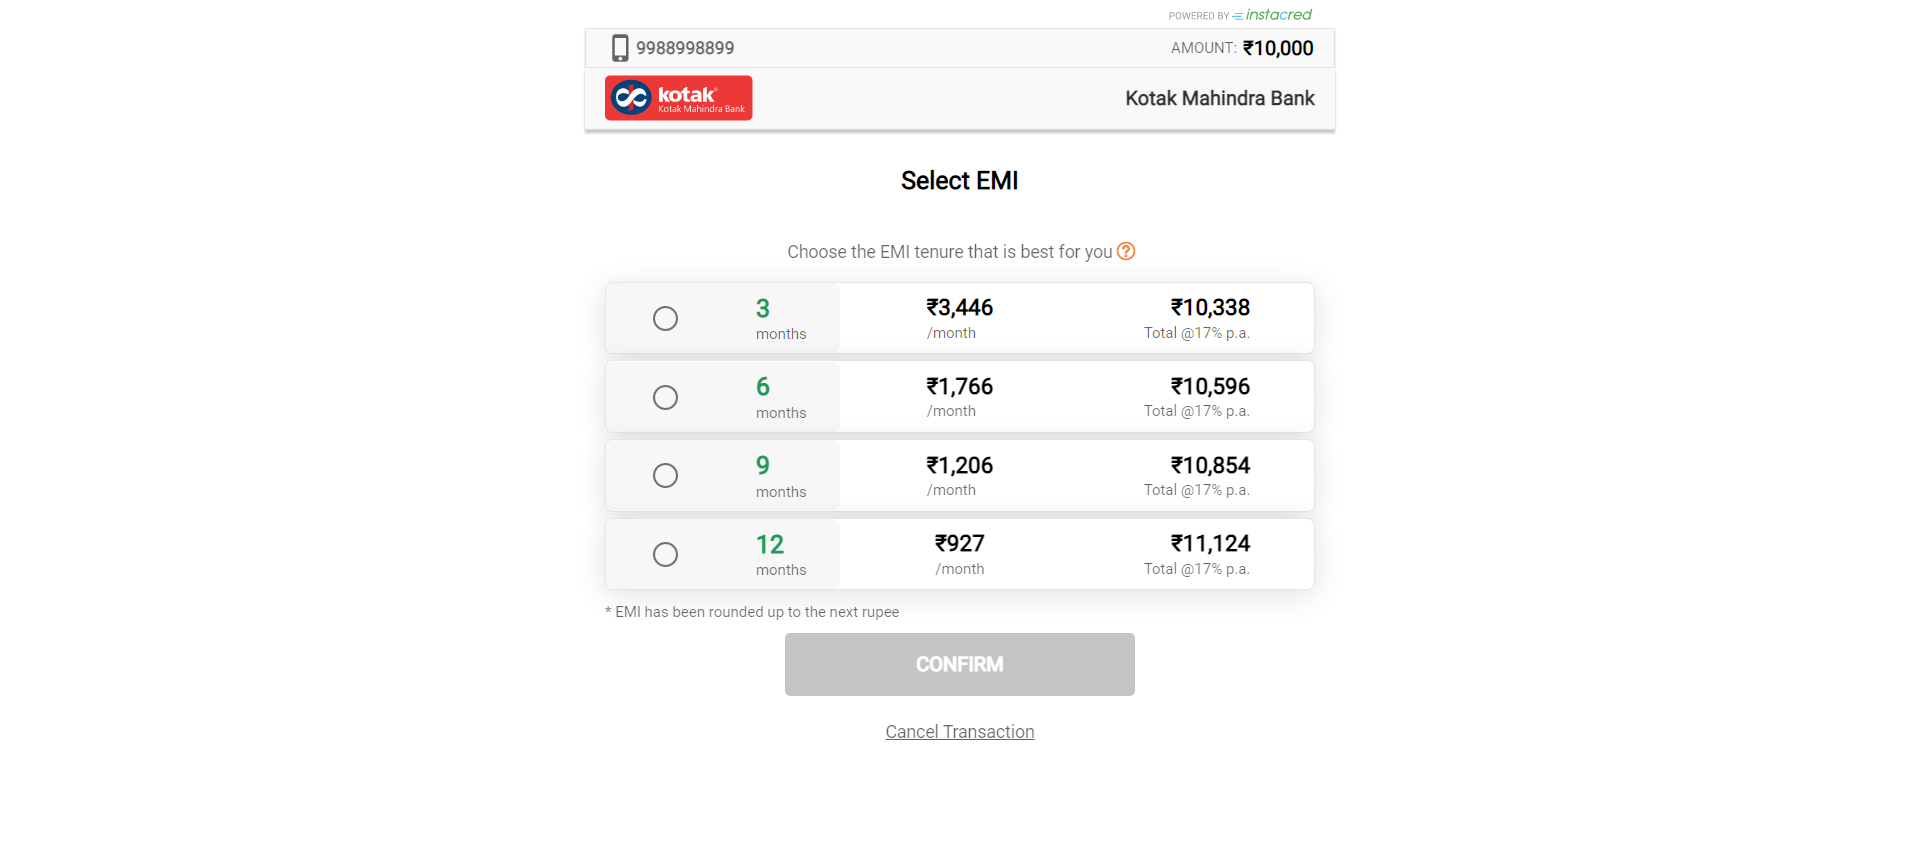 POWERED BY instacred
9988998899 AMOUNT: ₹10,000
kotak®
Kotak Mahindra Bank
Kotak Mahindra Bank
Select EMI
Choose the EMI tenure that is best for you ?
3 ₹3,446 ₹10,338
months /month Total @17% p.a.
6 ₹1,766 ₹10,596
months /month Total @17% p.a.
9 ₹1,206 ₹10,854
months /month Total @17% p.a.
12 ₹927 ₹11,124
months /month Total @17% p.a.
* EMI has been rounded up to the next rupee
CONFIRM
Cancel Transaction